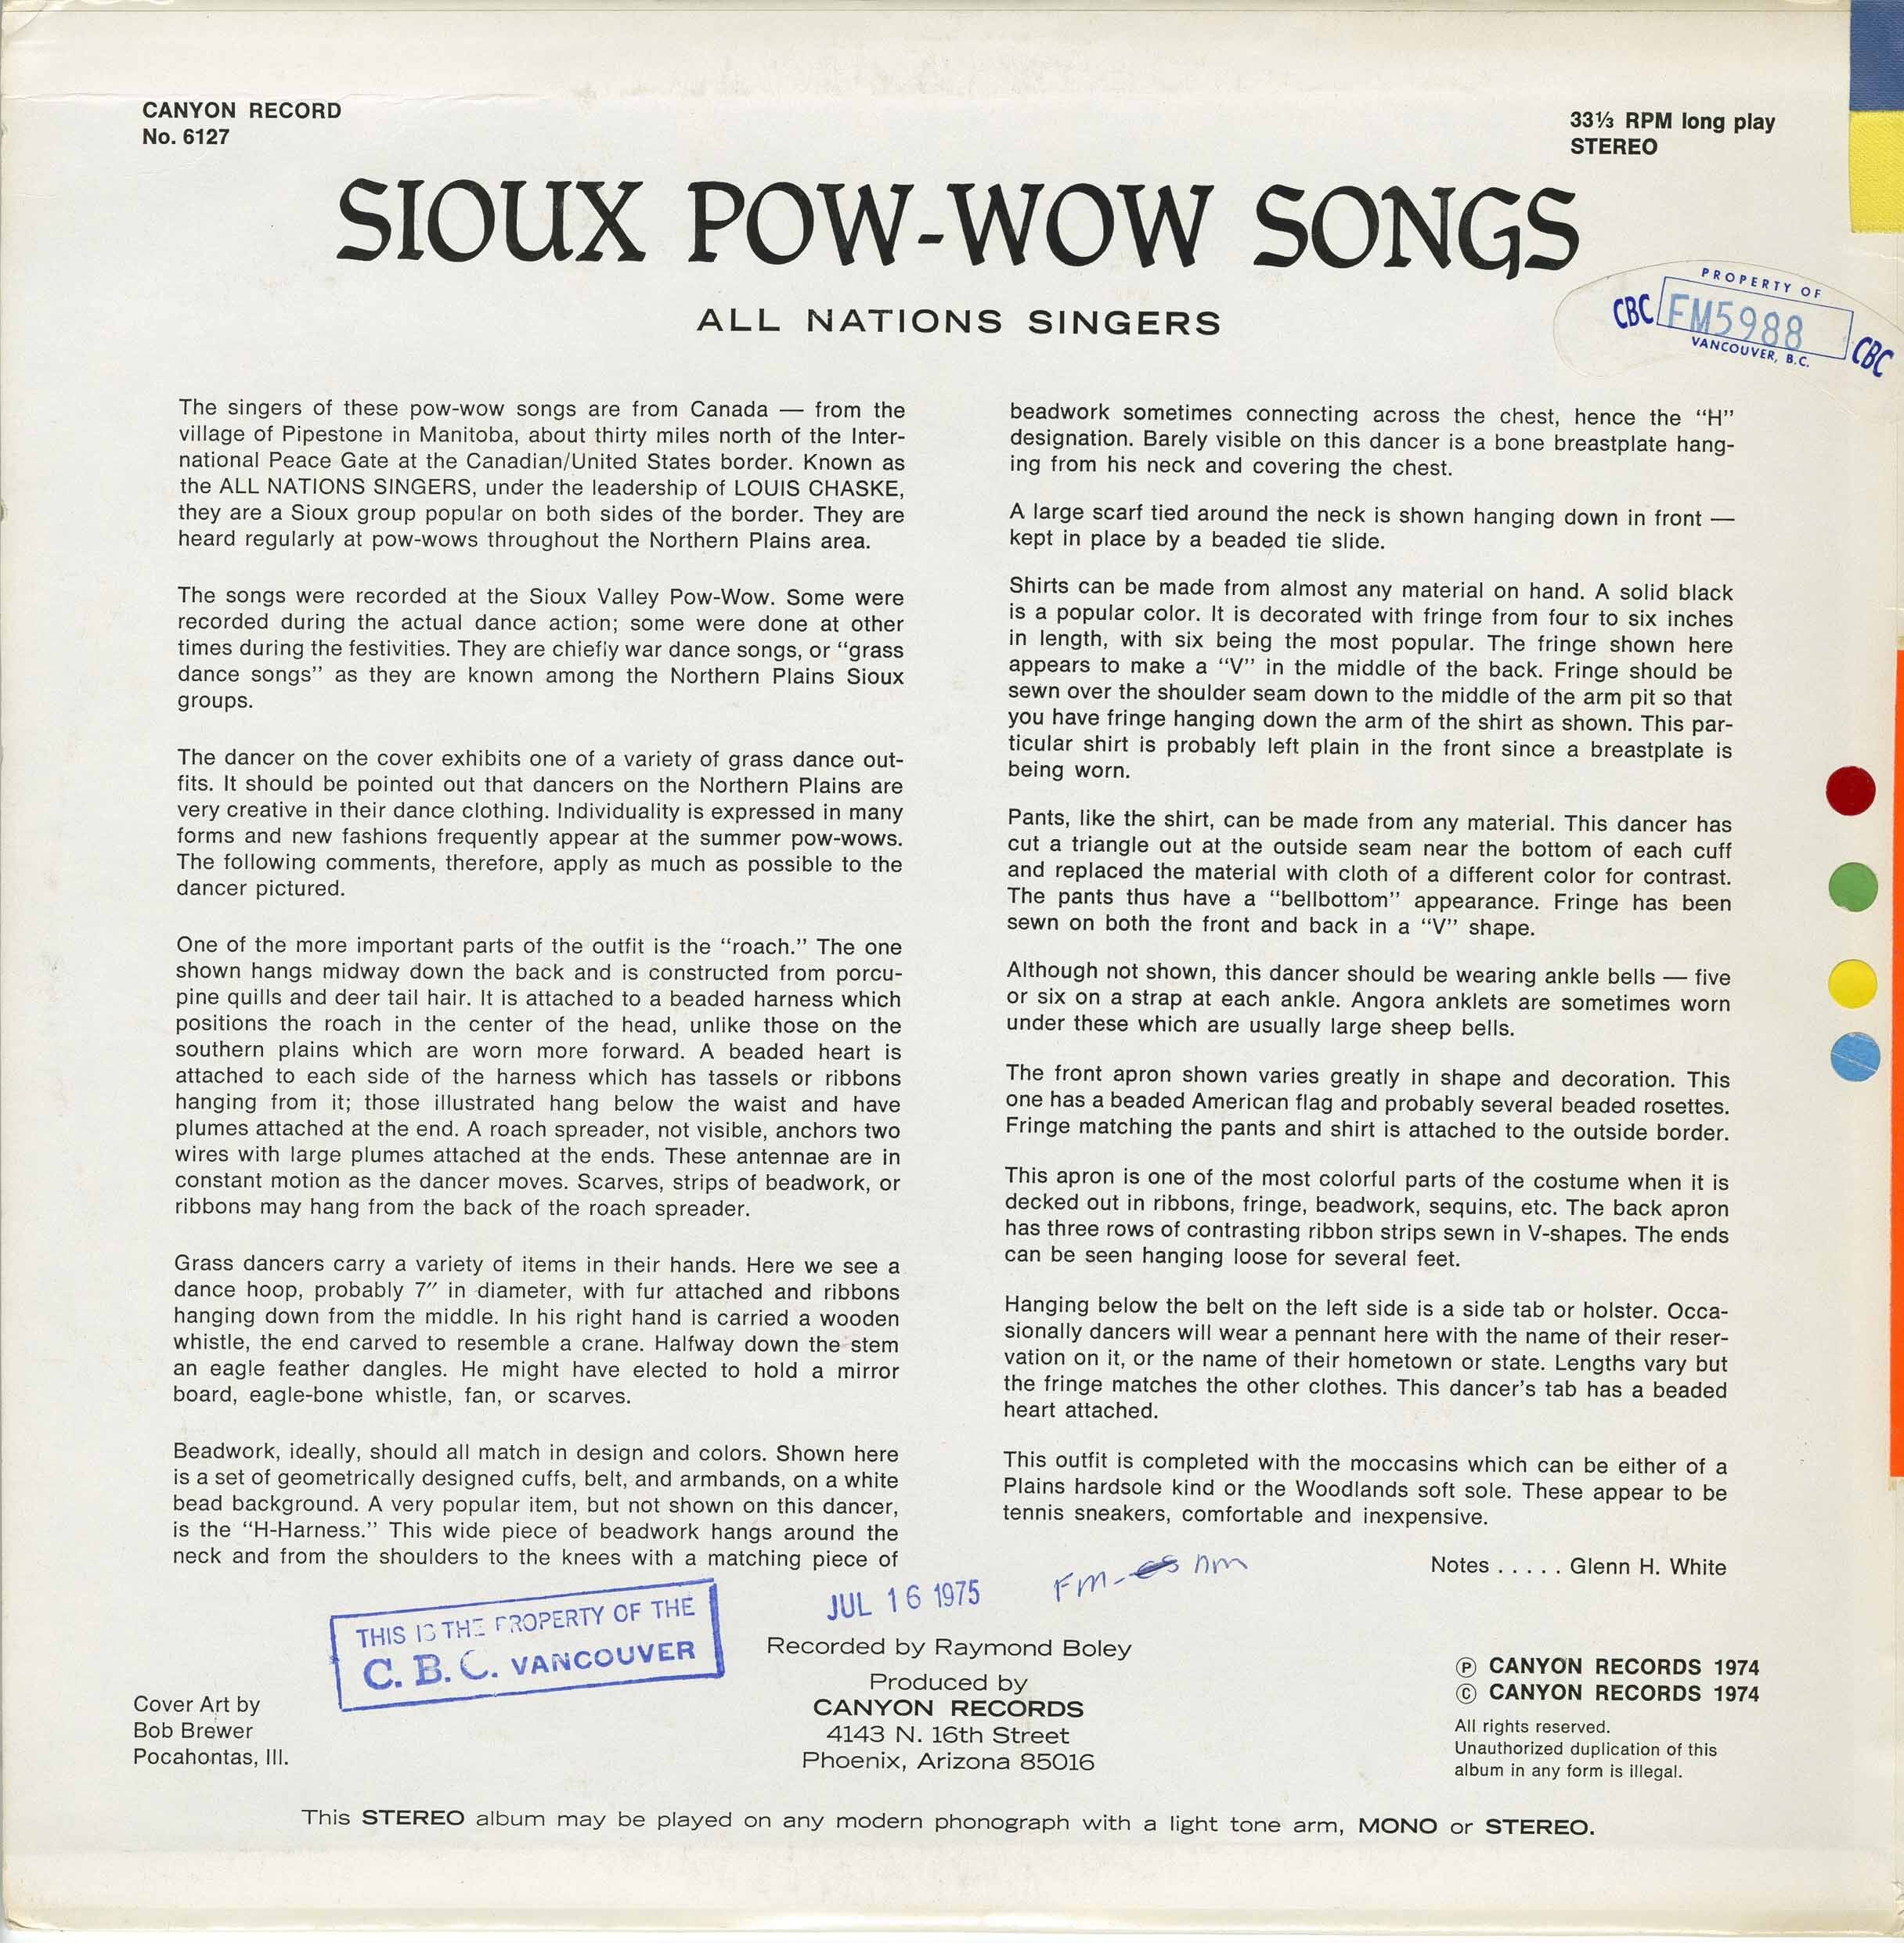 CANYON RECORD
No. 6127
33⅓ RPM long play
STEREO
SIOUX POW-WOW SONGS
ALL NATIONS SINGERS
PROPERTY OF
CBC FM5988 CBC
VANCOUVER, B.C.
The singers of these pow-wow songs are from Canada — from the
village of Pipestone in Manitoba, about thirty miles north of the Inter-
national Peace Gate at the Canadian/United States border. Known as
the ALL NATIONS SINGERS, under the leadership of LOUIS CHASKE,
they are a Sioux group popular on both sides of the border. They are
heard regularly at pow-wows throughout the Northern Plains area.
The songs were recorded at the Sioux Valley Pow-Wow. Some were
recorded during the actual dance action; some were done at other
times during the festivities. They are chiefly war dance songs, or “grass
dance songs” as they are known among the Northern Plains Sioux
groups.
The dancer on the cover exhibits one of a variety of grass dance out-
fits. It should be pointed out that dancers on the Northern Plains are
very creative in their dance clothing. Individuality is expressed in many
forms and new fashions frequently appear at the summer pow-wows.
The following comments, therefore, apply as much as possible to the
dancer pictured.
One of the more important parts of the outfit is the “roach.” The one
shown hangs midway down the back and is constructed from porcu-
pine quills and deer tail hair. It is attached to a beaded harness which
positions the roach in the center of the head, unlike those on the
southern plains which are worn more forward. A beaded heart is
attached to each side of the harness which has tassels or ribbons
hanging from it; those illustrated hang below the waist and have
plumes attached at the end. A roach spreader, not visible, anchors two
wires with large plumes attached at the ends. These antennae are in
constant motion as the dancer moves. Scarves, strips of beadwork, or
ribbons may hang from the back of the roach spreader.
Grass dancers carry a variety of items in their hands. Here we see a
dance hoop, probably 7″ in diameter, with fur attached and ribbons
hanging down from the middle. In his right hand is carried a wooden
whistle, the end carved to resemble a crane. Halfway down the stem
an eagle feather dangles. He might have elected to hold a mirror
board, eagle-bone whistle, fan, or scarves.
Beadwork, ideally, should all match in design and colors. Shown here
is a set of geometrically designed cuffs, belt, and armbands, on a white
bead background. A very popular item, but not shown on this dancer,
is the “H-Harness.” This wide piece of beadwork hangs around the
neck and from the shoulders to the knees with a matching piece of
beadwork sometimes connecting across the chest, hence the “H”
designation. Barely visible on this dancer is a bone breastplate hang-
ing from his neck and covering the chest.
A large scarf tied around the neck is shown hanging down in front —
kept in place by a beaded tie slide.
Shirts can be made from almost any material on hand. A solid black
is a popular color. It is decorated with fringe from four to six inches
in length, with six being the most popular. The fringe shown here
appears to make a “V” in the middle of the back. Fringe should be
sewn over the shoulder seam down to the middle of the arm pit so that
you have fringe hanging down the arm of the shirt as shown. This par-
ticular shirt is probably left plain in the front since a breastplate is
being worn.
Pants, like the shirt, can be made from any material. This dancer has
cut a triangle out at the outside seam near the bottom of each cuff
and replaced the material with cloth of a different color for contrast.
The pants thus have a “bellbottom” appearance. Fringe has been
sewn on both the front and back in a “V” shape.
Although not shown, this dancer should be wearing ankle bells — five
or six on a strap at each ankle. Angora anklets are sometimes worn
under these which are usually large sheep bells.
The front apron shown varies greatly in shape and decoration. This
one has a beaded American flag and probably several beaded rosettes.
Fringe matching the pants and shirt is attached to the outside border.
This apron is one of the most colorful parts of the costume when it is
decked out in ribbons, fringe, beadwork, sequins, etc. The back apron
has three rows of contrasting ribbon strips sewn in V-shapes. The ends
can be seen hanging loose for several feet.
Hanging below the belt on the left side is a side tab or holster. Occa-
sionally dancers will wear a pennant here with the name of their reser-
vation on it, or the name of their hometown or state. Lengths vary but
the fringe matches the other clothes. This dancer’s tab has a beaded
heart attached.
This outfit is completed with the moccasins which can be either of a
Plains hardsole kind or the Woodlands soft sole. These appear to be
tennis sneakers, comfortable and inexpensive.
Notes . . . . . Glenn H. White
THIS IS THE PROPERTY OF THE
C. B. C. VANCOUVER
JUL 16 1975
FM- nm
Recorded by Raymond Boley
Produced by
CANYON RECORDS
4143 N. 16th Street
Phoenix, Arizona 85016
Cover Art by
Bob Brewer
Pocahontas, Ill.
Ⓟ CANYON RECORDS 1974
© CANYON RECORDS 1974
All rights reserved.
Unauthorized duplication of this
album in any form is illegal.
This STEREO album may be played on any modern phonograph with a light tone arm, MONO or STEREO.